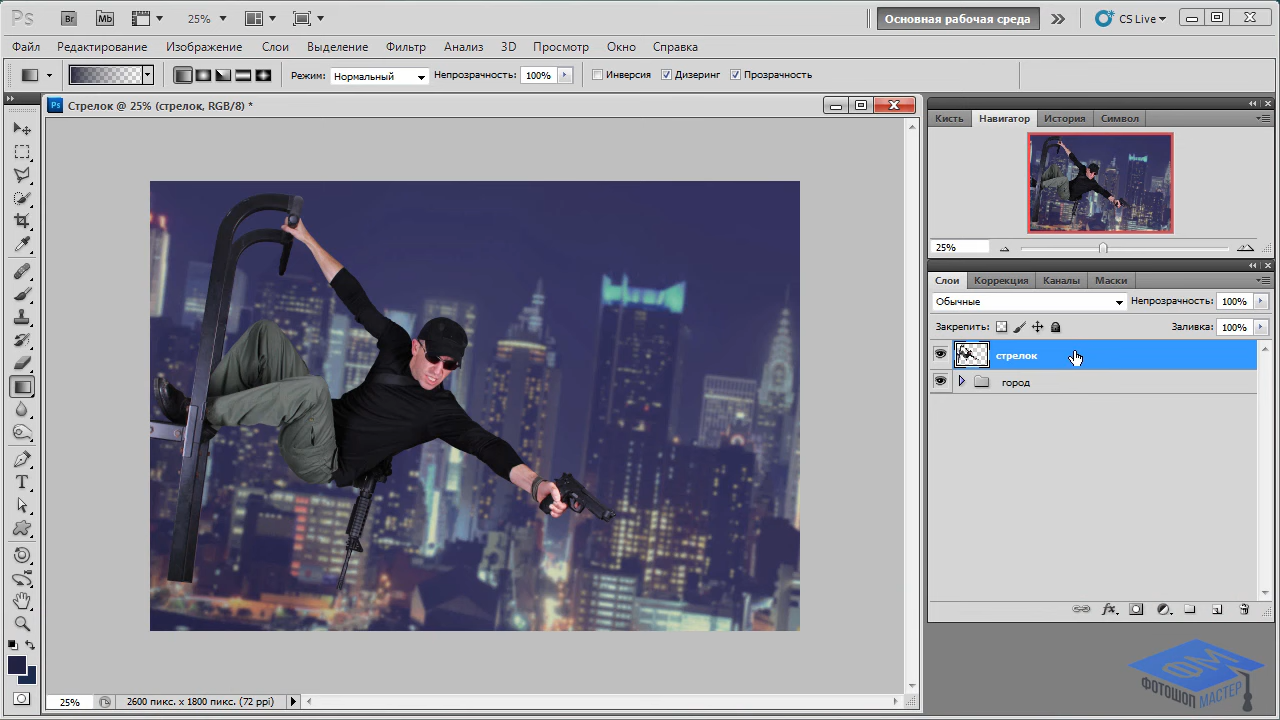 Ps Br Mb 25% Основная рабочая среда CS Live
Файл Редактирование Изображение Слои Выделение Фильтр Анализ 3D Просмотр Окно Справка
Режим: Нормальный Непрозрачность: 100% Инверсия Дизеринг Прозрачность
Ps Стрелок @ 25% (стрелок, RGB/8) *
Кисть Навигатор История Символ
25%
Слои Коррекция Каналы Маски
Обычные Непрозрачность: 100%
Закрепить: Заливка: 100%
стрелок
город
T
fx
25% 2600 пикс. x 1800 пикс. (72 ppi)
ФМ
ФОТОШОП МАСТЕР